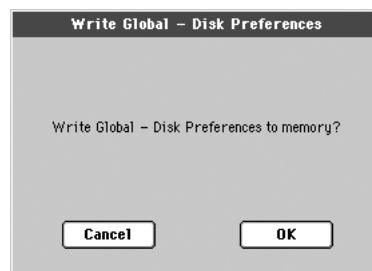 Write Global – Disk Preferences
Write Global – Disk Preferences to memory?
Cancel OK